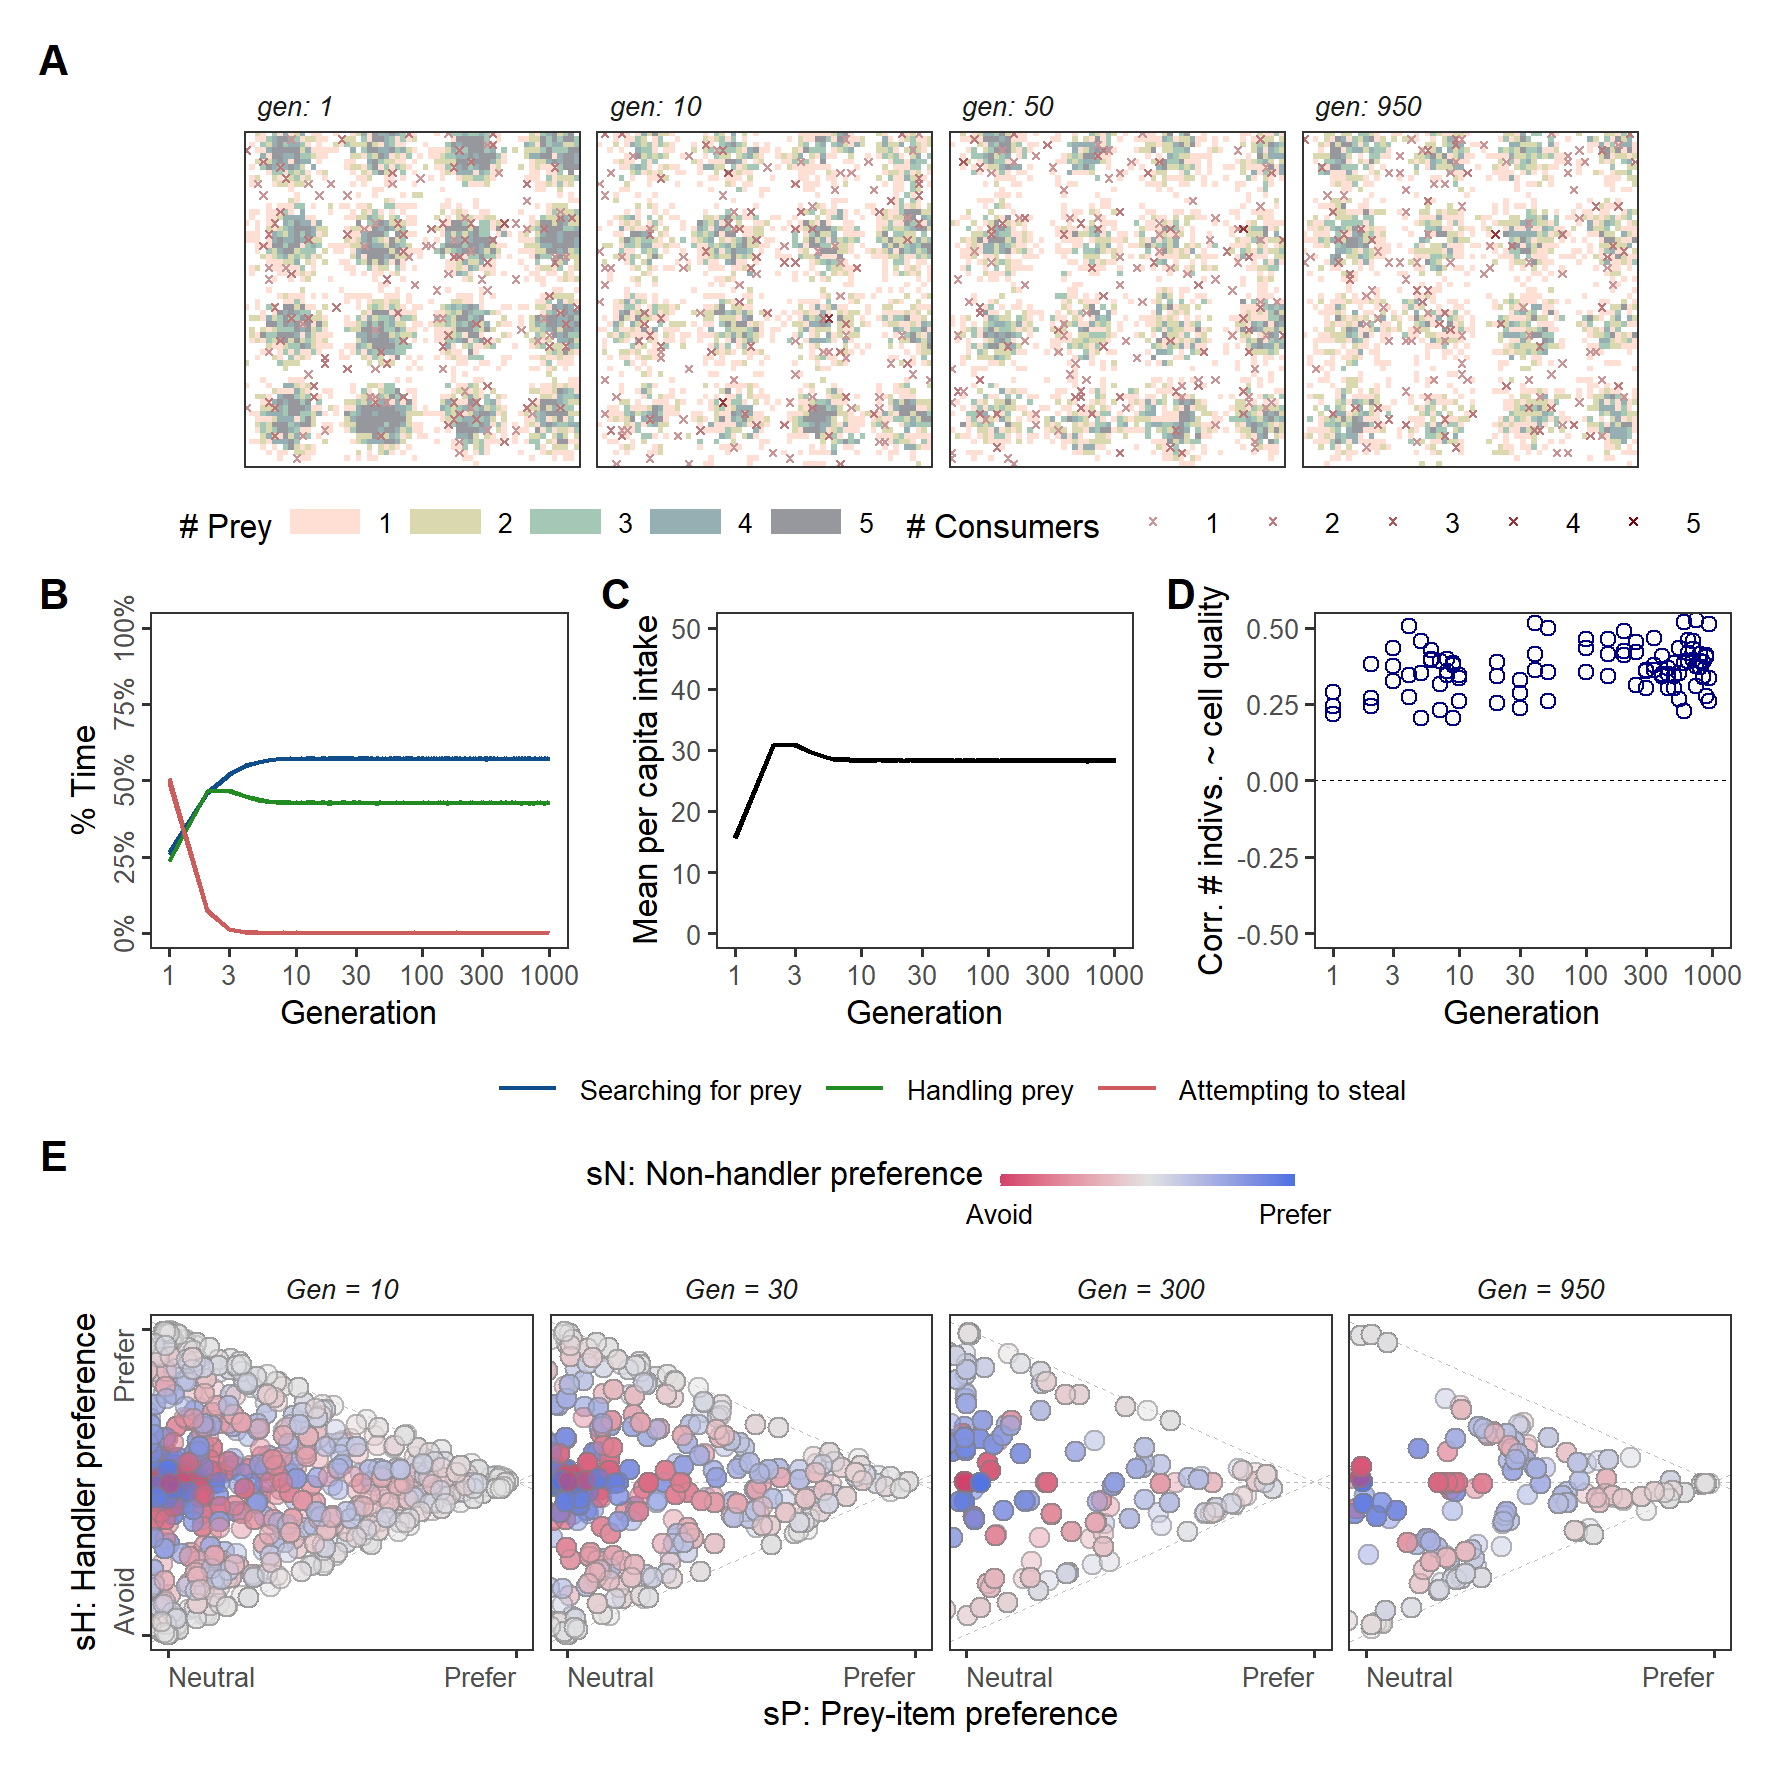 A
gen: 1 gen: 10 gen: 50 gen: 950
# Prey 1 2 3 4 5 # Consumers 1 2 3 4 5
B
% Time
100%
75%
50%
25%
0%
1 3 10 30 100 300 1000
Generation
C
Mean per capita intake
50
40
30
20
10
0
1 3 10 30 100 300 1000
Generation
D
Corr. # indivs. ~ cell quality
0.50
0.25
0.00
-0.25
-0.50
1 3 10 30 100 300 1000
Generation
Searching for prey Handling prey Attempting to steal
E
sN: Non-handler preference
Avoid Prefer
Gen = 10 Gen = 30 Gen = 300 Gen = 950
sH: Handler preference
Prefer
Avoid
Neutral Prefer Neutral Prefer Neutral Prefer Neutral Prefer
sP: Prey-item preference